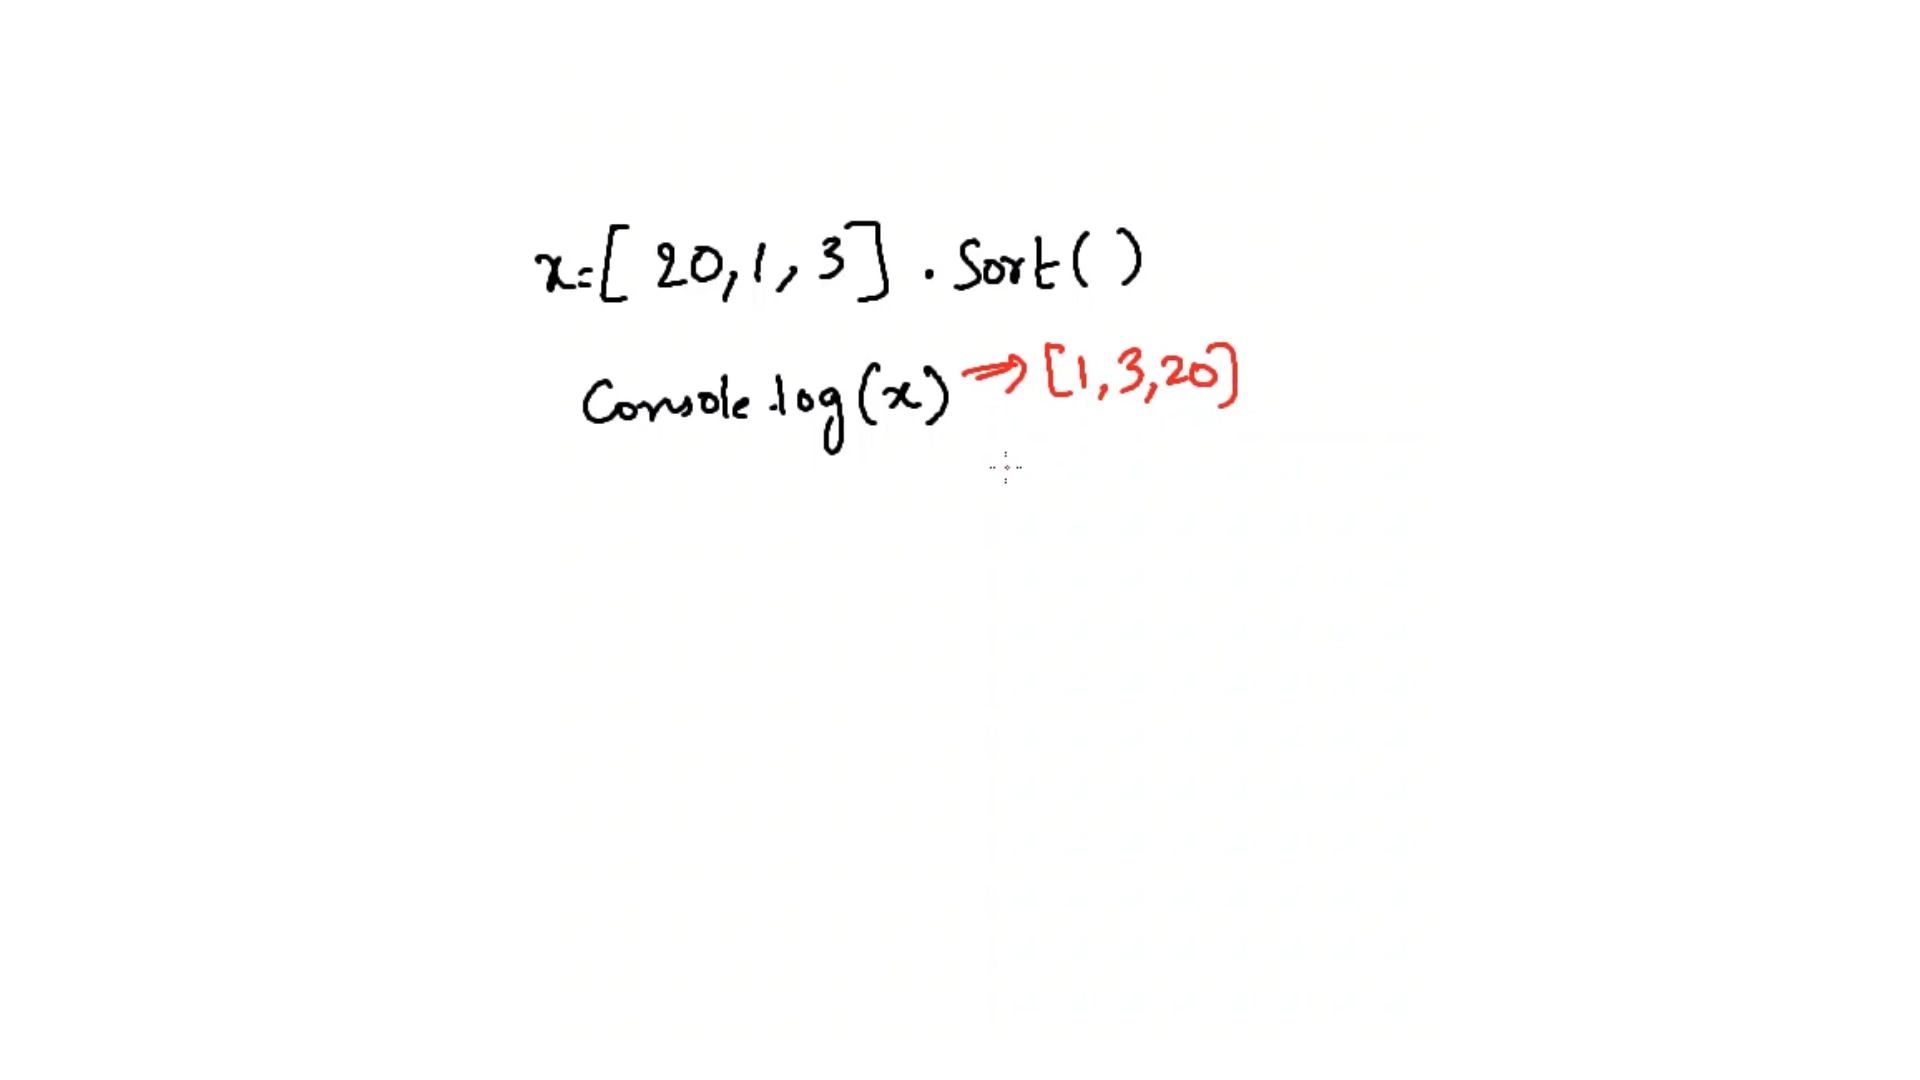 x=[ 20,1,3] . Sort( )
Console.log(x) ⇒ [1,3,20]